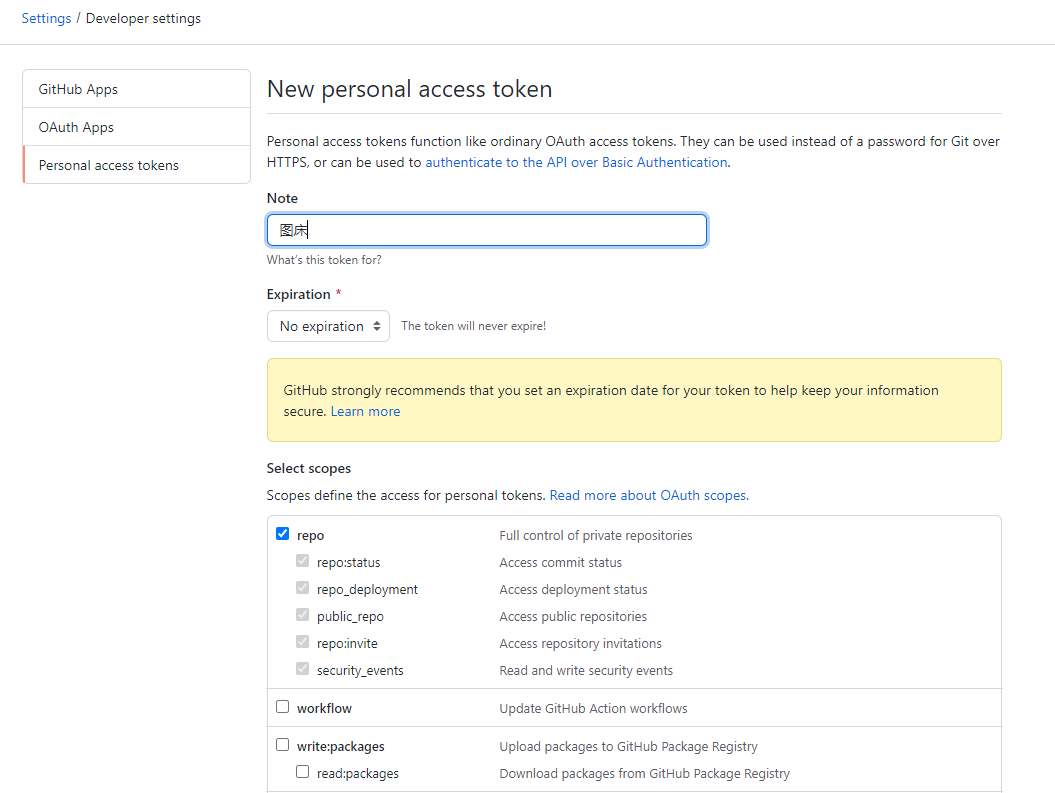 Settings / Developer settings
GitHub Apps
OAuth Apps
Personal access tokens
New personal access token
Personal access tokens function like ordinary OAuth access tokens. They can be used instead of a password for Git over
HTTPS, or can be used to authenticate to the API over Basic Authentication.
Note
图床
What's this token for?
Expiration *
No expiration The token will never expire!
GitHub strongly recommends that you set an expiration date for your token to help keep your information
secure. Learn more
Select scopes
Scopes define the access for personal tokens. Read more about OAuth scopes.
repo Full control of private repositories
repo:status Access commit status
repo_deployment Access deployment status
public_repo Access public repositories
repo:invite Access repository invitations
security_events Read and write security events
workflow Update GitHub Action workflows
write:packages Upload packages to GitHub Package Registry
read:packages Download packages from GitHub Package Registry